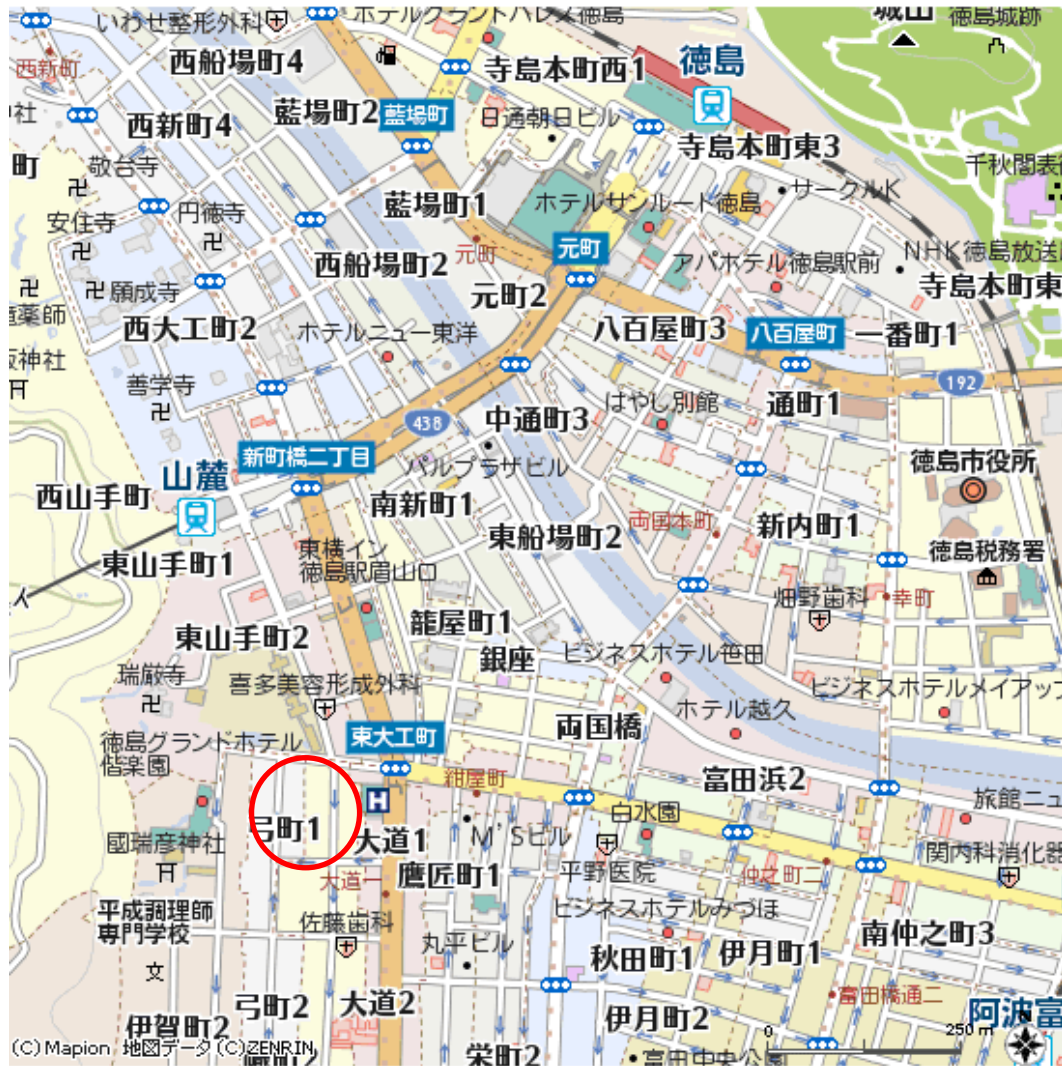 いわせ整形外科
ホテルグランドパレス徳島
城山
徳島城跡
西新町
西船場町4
寺島本町西1
徳島
藍場町2
藍場町
日通朝日ビル
西新町4
寺島本町東3
町
敬台寺
千秋閣表
藍場町1
ホテルサンルート徳島
サークルK
安住寺
円徳寺
元町
元町
西船場町2
アパホテル徳島駅前
NHK徳島放送
願成寺
元町2
寺島本町東
薬師
西大工町2
ホテルニュー東洋
八百屋町3
八百屋町
一番町1
神社
善学寺
192
はやし別館
通町1
438
中通町3
新町橋二丁目
パルプラザビル
徳島市役所
山麓
西山手町
南新町1
両国本町
新内町1
東船場町2
徳島税務署
東横イン
徳島駅眉山口
東山手町1
畑野歯科
幸町
籠屋町1
東山手町2
銀座
ビジネスホテル笹田
瑞厳寺
喜多美容形成外科
ビジネスホテルメイアップ
ホテル越久
両国橋
徳島グランドホテル
偕楽園
東大工町
紺屋町
富田浜2
旅館ニュ
H
白水園
弓町1
大道1
M'Sビル
國瑞彦神社
関内科消化器
大道一
鷹匠町1
平野医院
仲之町二
平成調理師
専門学校
佐藤歯科
ビジネスホテルみづほ
丸平ビル
南仲之町3
文
秋田町1
伊月町1
弓町2
大道2
富田橋通二
伊賀町2
伊月町2
阿波富
0
250m
(C)Mapion 地図データ(C)ZENRIN
栄町2
富田中央公園